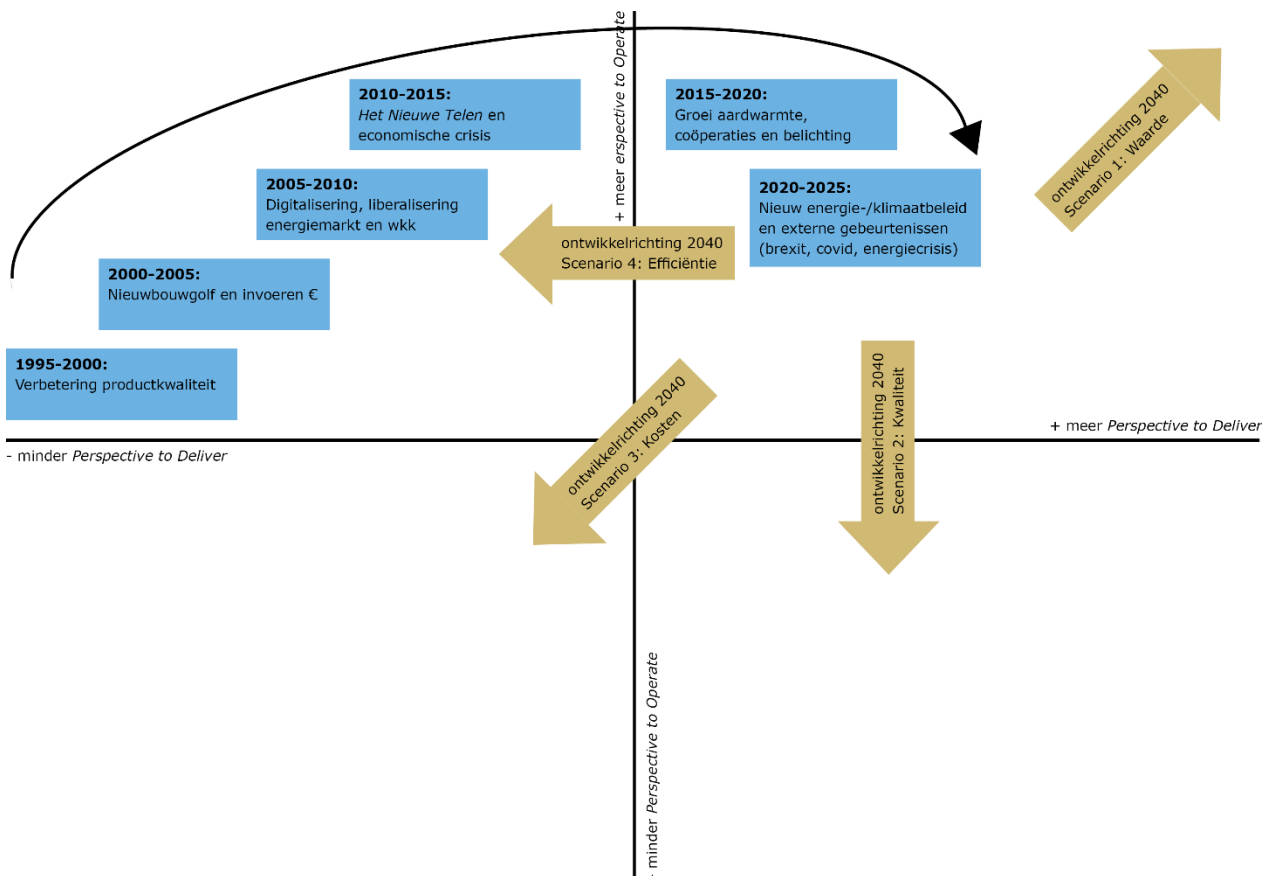 + meer erspective to Operate
2010-2015:
Het Nieuwe Telen en
economische crisis
2015-2020:
Groei aardwarmte,
coöperaties en belichting
ontwikkelrichting 2040
Scenario 1: Waarde
2005-2010:
Digitalisering, liberalisering
energiemarkt en wkk
2020-2025:
Nieuw energie-/klimaatbeleid
en externe gebeurtenissen
(brexit, covid, energiecrisis)
ontwikkelrichting 2040
Scenario 4: Efficiëntie
2000-2005:
Nieuwbouwgolf en invoeren €
1995-2000:
Verbetering productkwaliteit
ontwikkelrichting 2040
Scenario 3: Kosten
ontwikkelrichting 2040
Scenario 2: Kwaliteit
+ meer Perspective to Deliver
- minder Perspective to Deliver
- minder Perspective to Operate